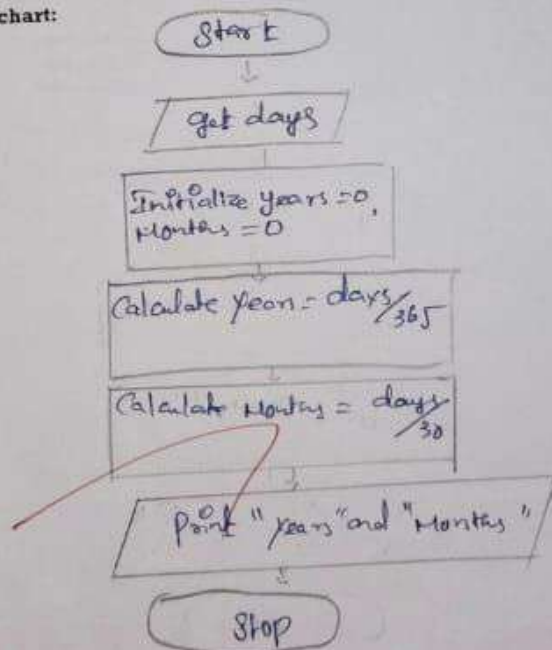 chart:
Start
get days
Initialize years = 0,
Months = 0
Calculate years = days/365
Calculate Months = days/30
Print "years" and "Months"
Stop